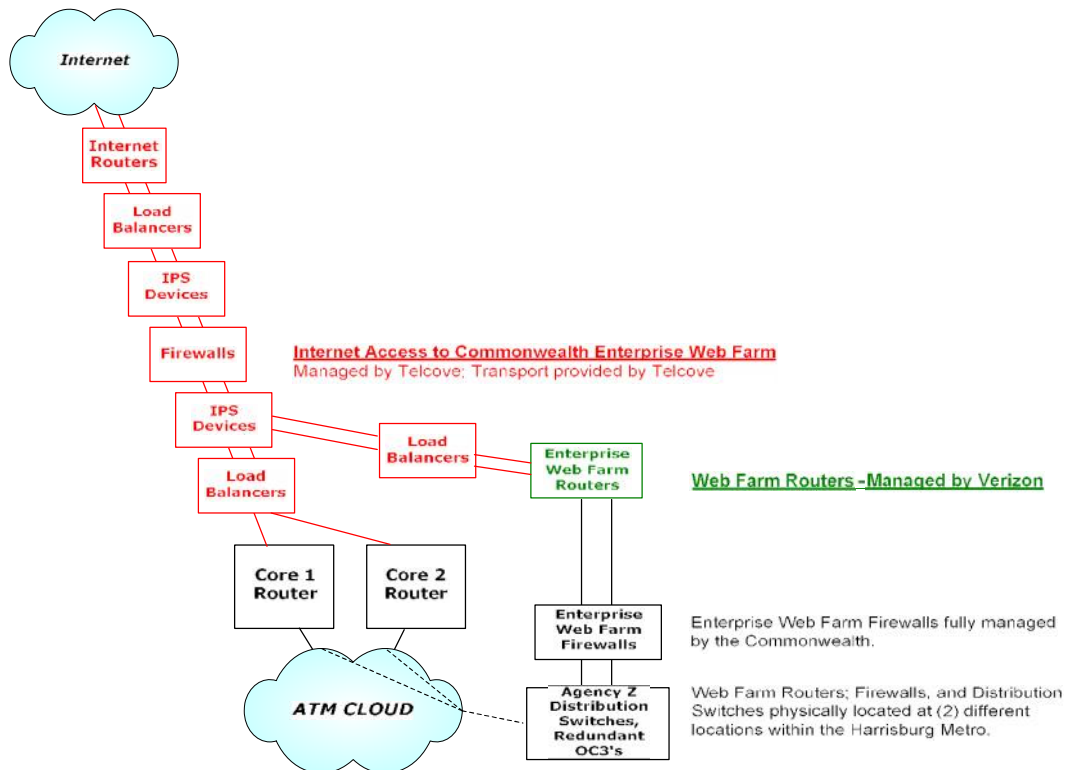 Internet
Internet
Routers
Load
Balancers
IPS
Devices
Firewalls
Internet Access to Commonwealth Enterprise Web Farm
Managed by Telcove; Transport provided by Telcove
IPS
Devices
Load
Balancers
Enterprise
Web Farm
Routers
Web Farm Routers -Managed by Verizon
Load
Balancers
Core 1
Router
Core 2
Router
Enterprise
Web Farm
Firewalls
Enterprise Web Farm Firewalls fully managed
by the Commonwealth.
ATM CLOUD
Agency Z
Distribution
Switches,
Redundant
OC3's
Web Farm Routers; Firewalls, and Distribution
Switches physically located at (2) different
locations within the Harrisburg Metro.